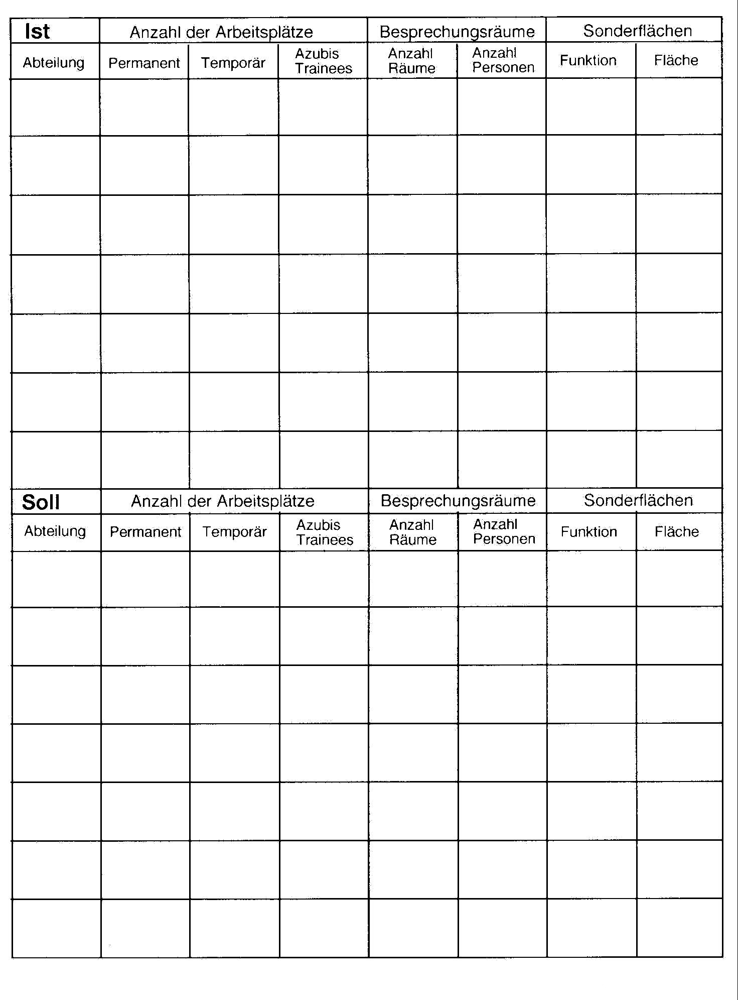 Ist Anzahl der Arbeitsplätze Besprechungsräume Sonderflächen
Abteilung Permanent Temporär Azubis Trainees Anzahl Räume Anzahl Personen Funktion Fläche
Soll Anzahl der Arbeitsplätze Besprechungsräume Sonderflächen
Abteilung Permanent Temporär Azubis Trainees Anzahl Räume Anzahl Personen Funktion Fläche